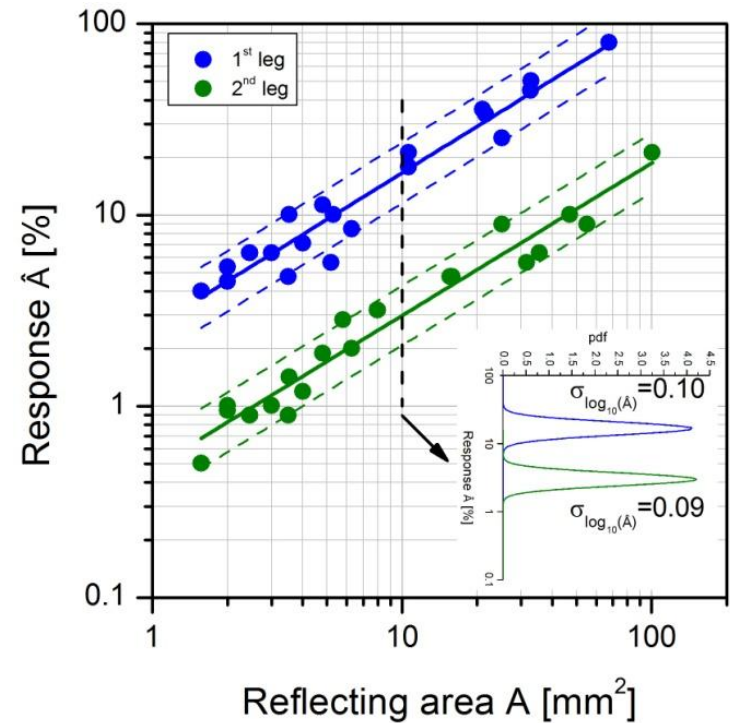 100
10
1
0.1
Response Â [%]
1st leg
2nd leg
pdf
0.0 0.5 1.0 1.5 2.0 2.5 3.0 3.5 4.0 4.5
100
10
1
0.1
Response Â [%]
σlog₁₀(Â)=0.10
σlog₁₀(Â)=0.09
1 10 100
Reflecting area A [mm²]